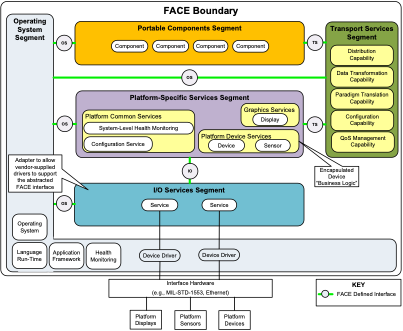 FACE Boundary
Operating
System
Segment
Portable Components Segment
Component
Component
Component
Component
Transport Services
Segment
Distribution
Capability
Data Transformation
Capability
Paradigm Translation
Capability
Configuration
Capability
QoS Management
Capability
OS
TS
OS
Platform-Specific Services Segment
Platform Common Services
System-Level Health Monitoring
Configuration Service
Graphics Services
Display
Platform Device Services
Device
Sensor
OS
TS
IO
Adapter to allow
vendor-supplied
drivers to support
the abstracted
FACE interface
Encapsulated
Device
"Business Logic"
I/O Services Segment
Service
Service
OS
Operating
System
Language
Run-Time
Application
Framework
Health
Monitoring
Device Driver
Device Driver
Interface Hardware
(e.g., MIL-STD-1553, Ethernet)
Platform
Displays
Platform
Sensors
Platform
Devices
KEY
FACE Defined Interface